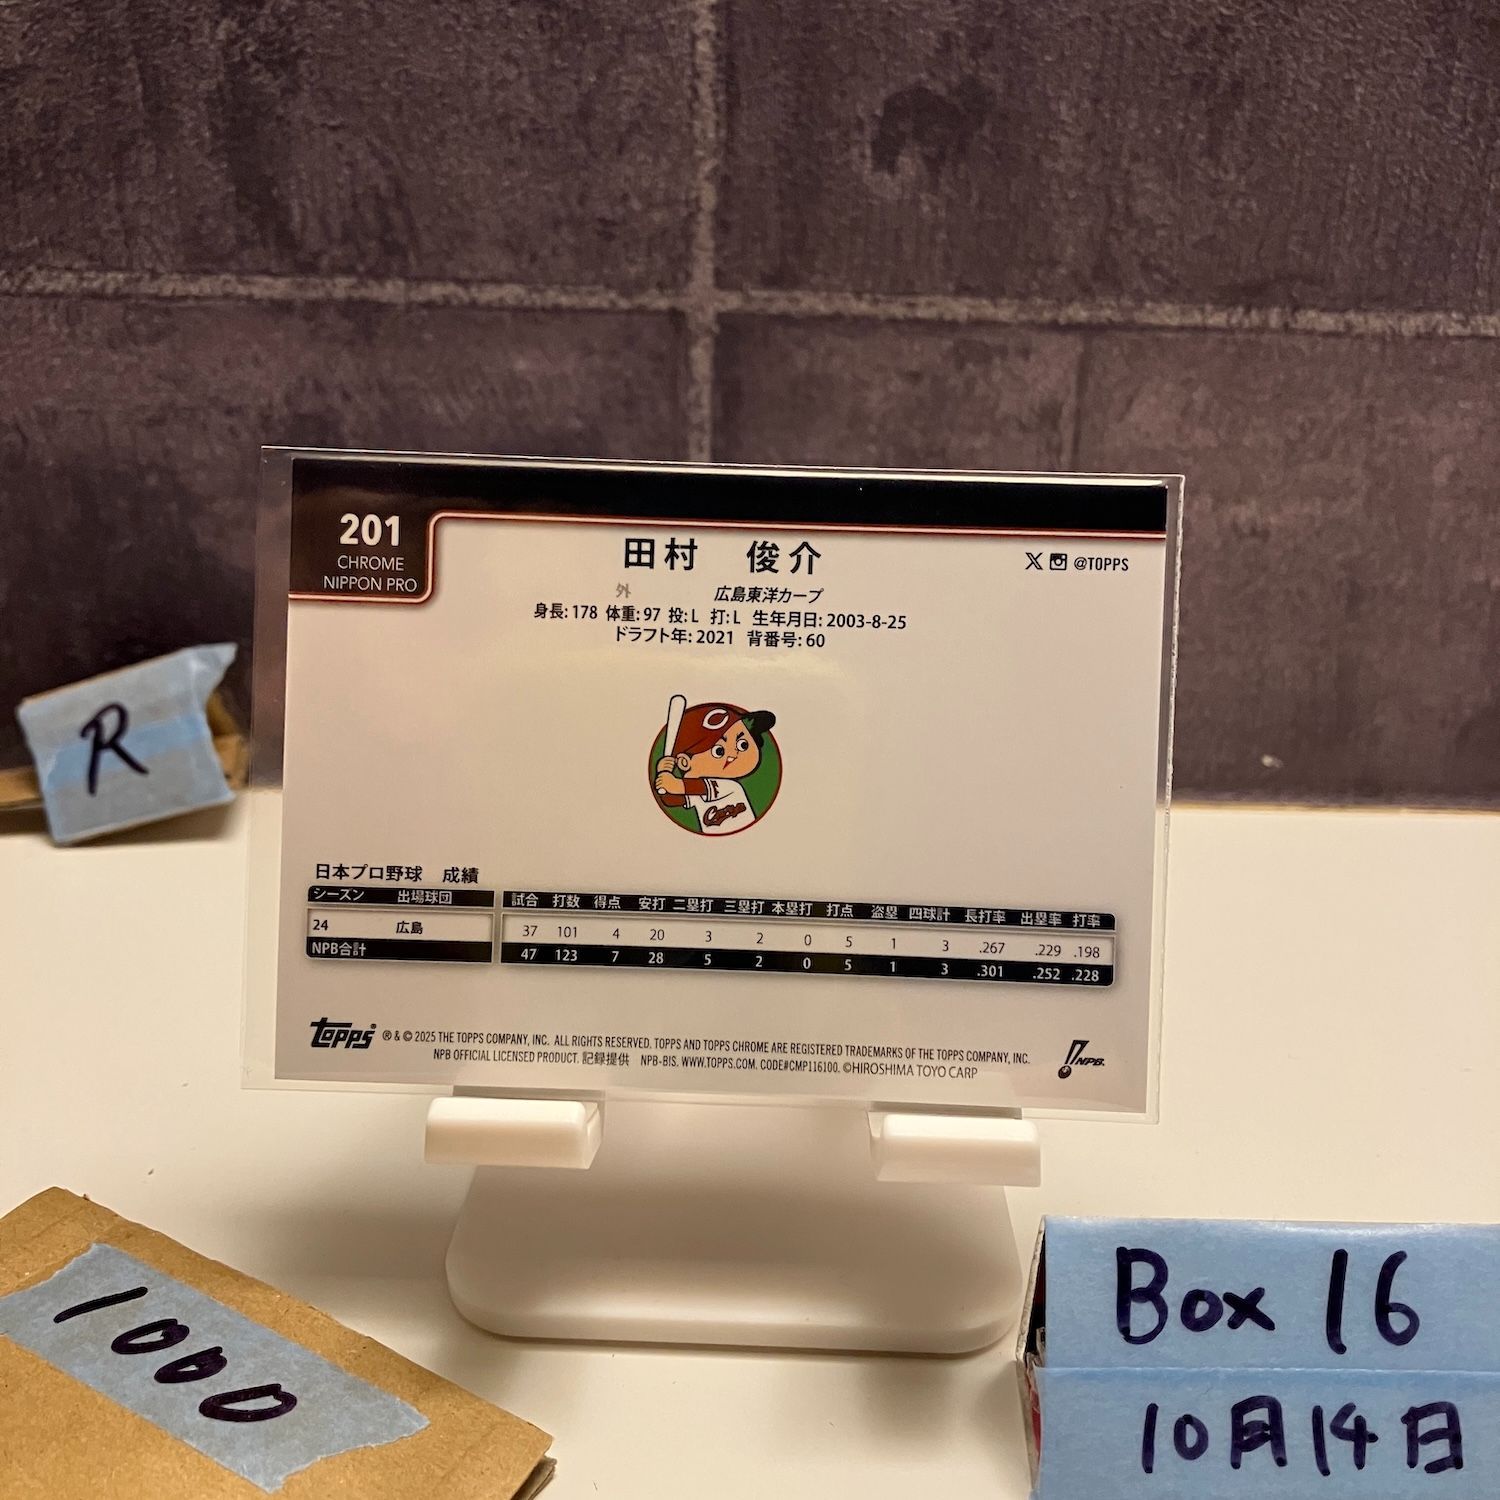 201
CHROME
NIPPON PRO
田村 俊介
X @TOPPS
外 広島東洋カープ
身長: 178 体重: 97 投: L 打: L 生年月日: 2003-8-25
ドラフト年: 2021 背番号: 60
C
Carp
R
日本プロ野球 成績
シーズン 出場球団 試合 打数 得点 安打 二塁打 三塁打 本塁打 打点 盗塁 四球計 長打率 出塁率 打率
24 広島 37 101 4 20 3 2 0 5 1 3 .267 .229 .198
NPB合計 47 123 7 28 5 2 0 5 1 3 .301 .252 .228
topps ® & © 2025 THE TOPPS COMPANY, INC. ALL RIGHTS RESERVED. TOPPS AND TOPPS CHROME ARE REGISTERED TRADEMARKS OF THE TOPPS COMPANY, INC.
NPB OFFICIAL LICENSED PRODUCT. 記録提供 NPB-BIS. WWW.TOPPS.COM. CODE#CMP116100. ©HIROSHIMA TOYO CARP
NPB.
1000
Box 16
10月14日